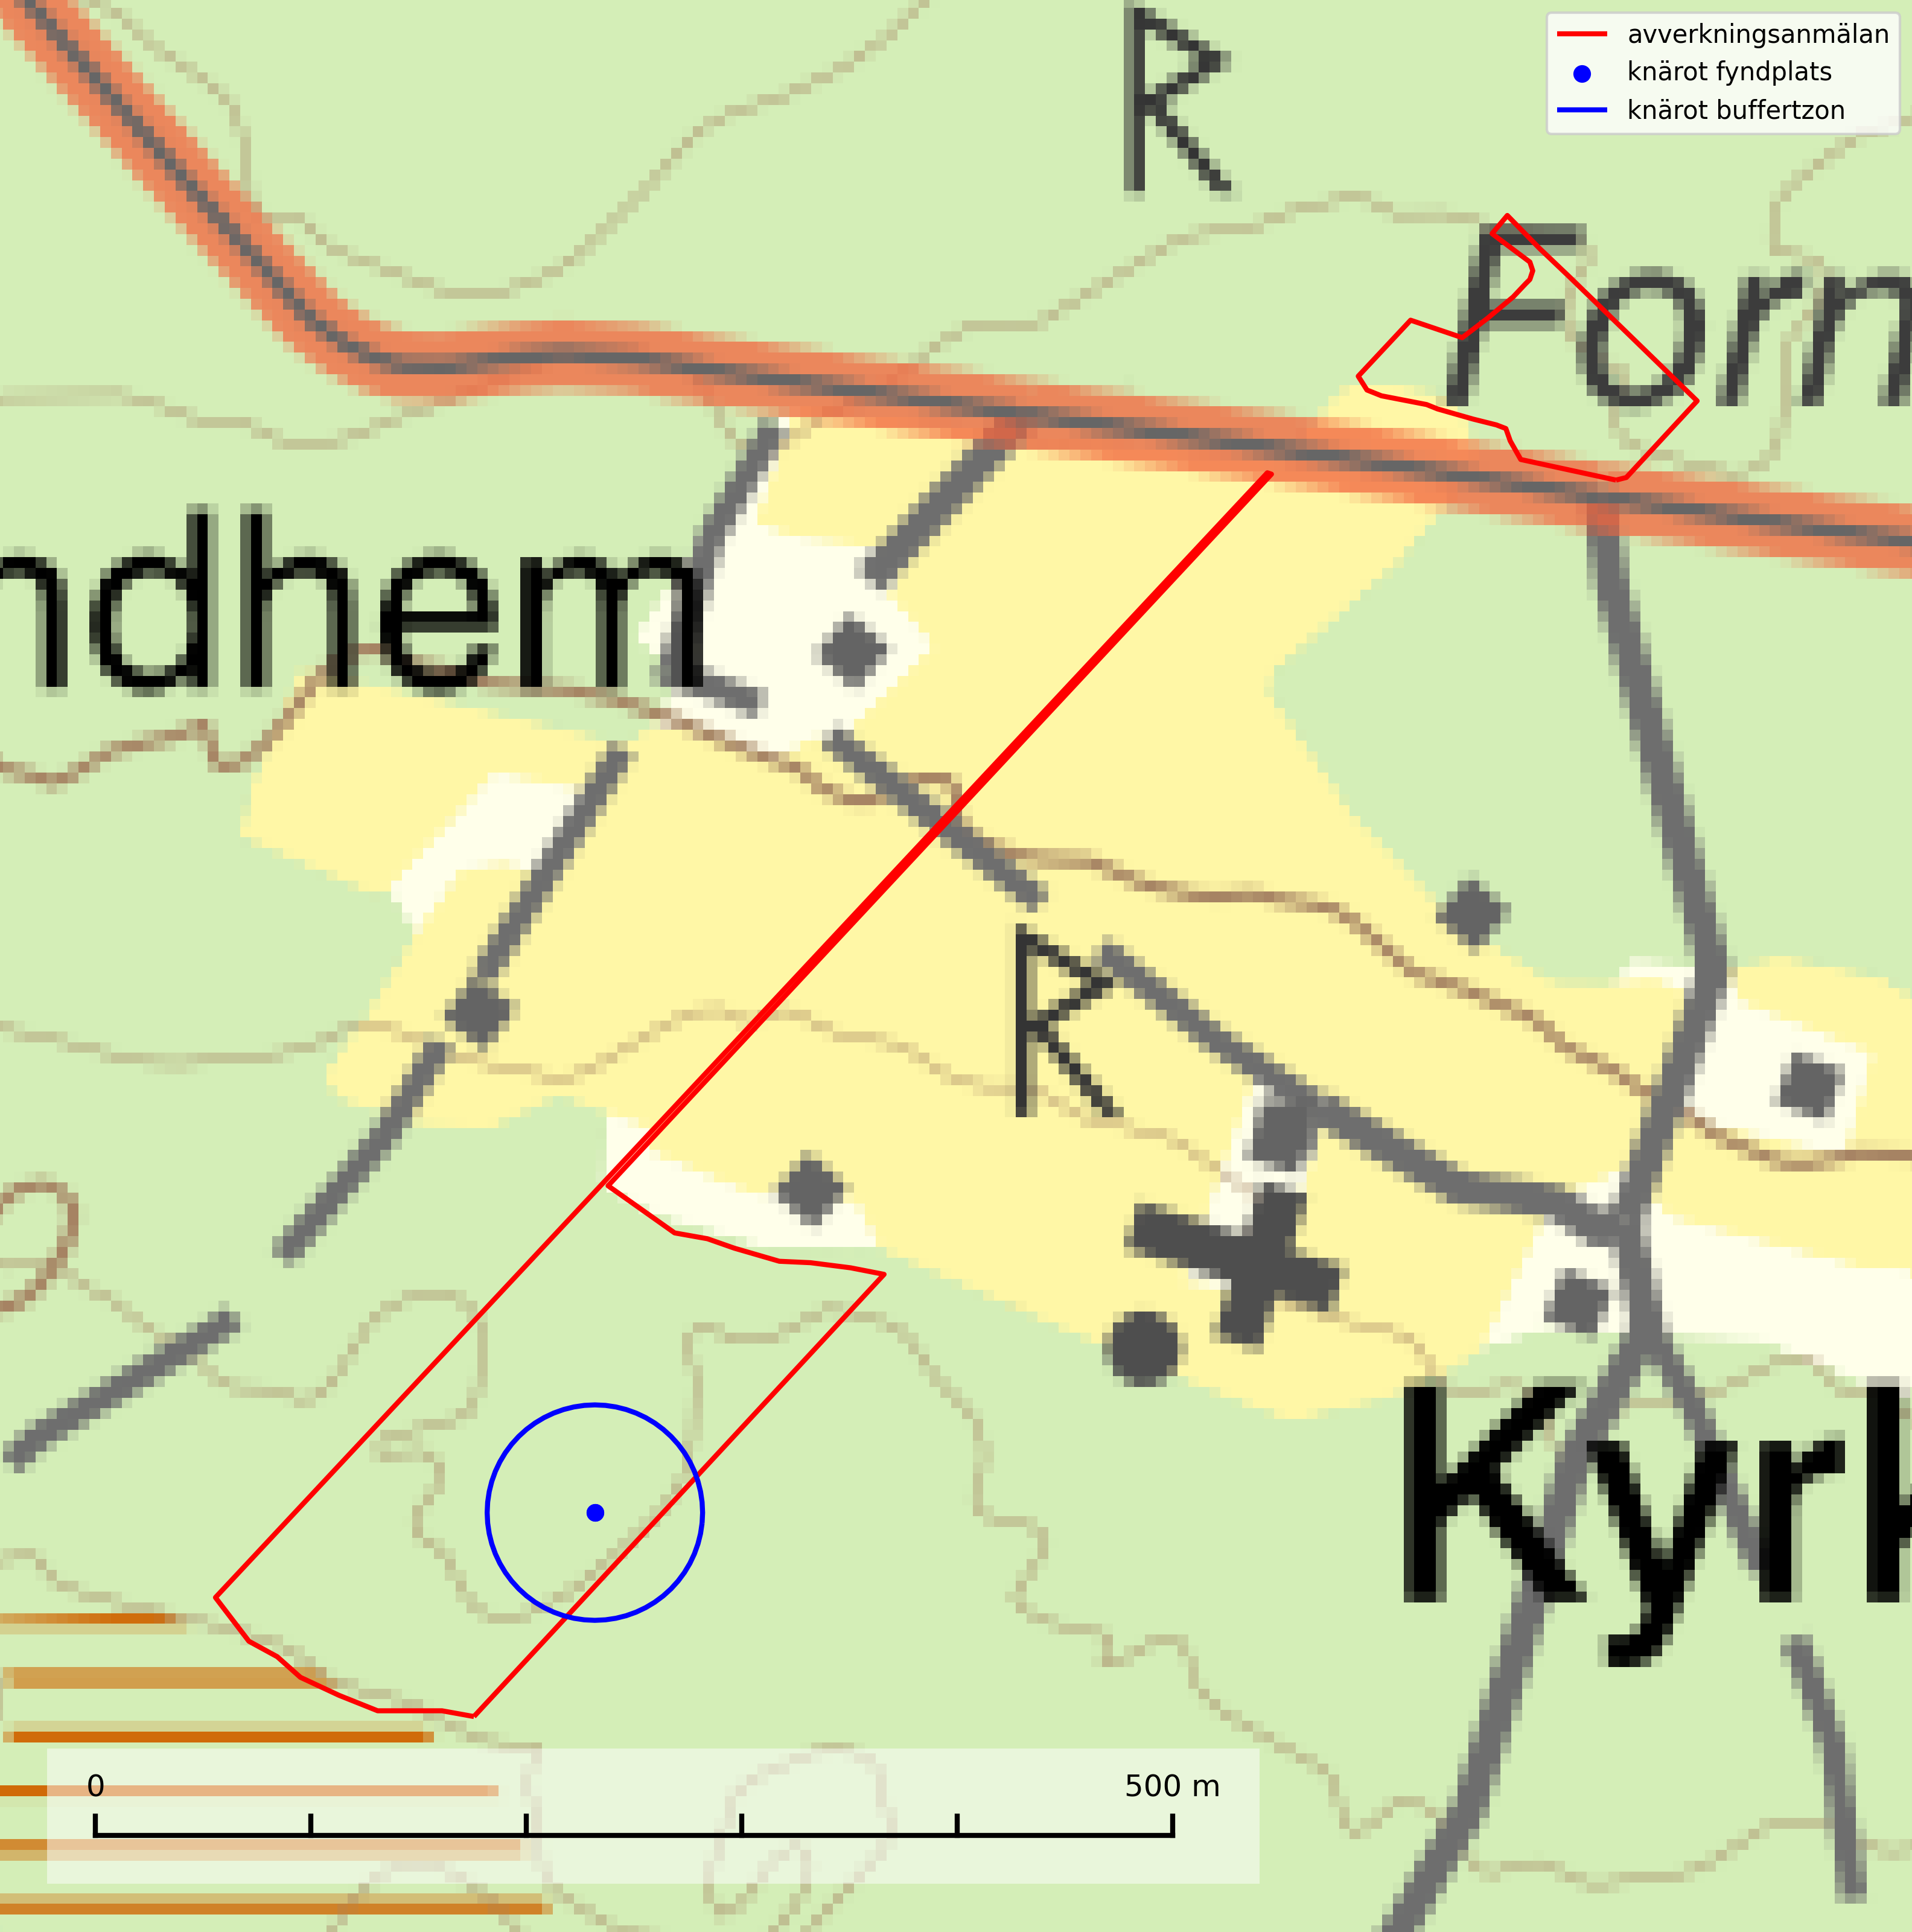 avverkningsanmälan
knärot fyndplats
knärot buffertzon
R
Forn
ndhem
R
Kyrk
0 500 m